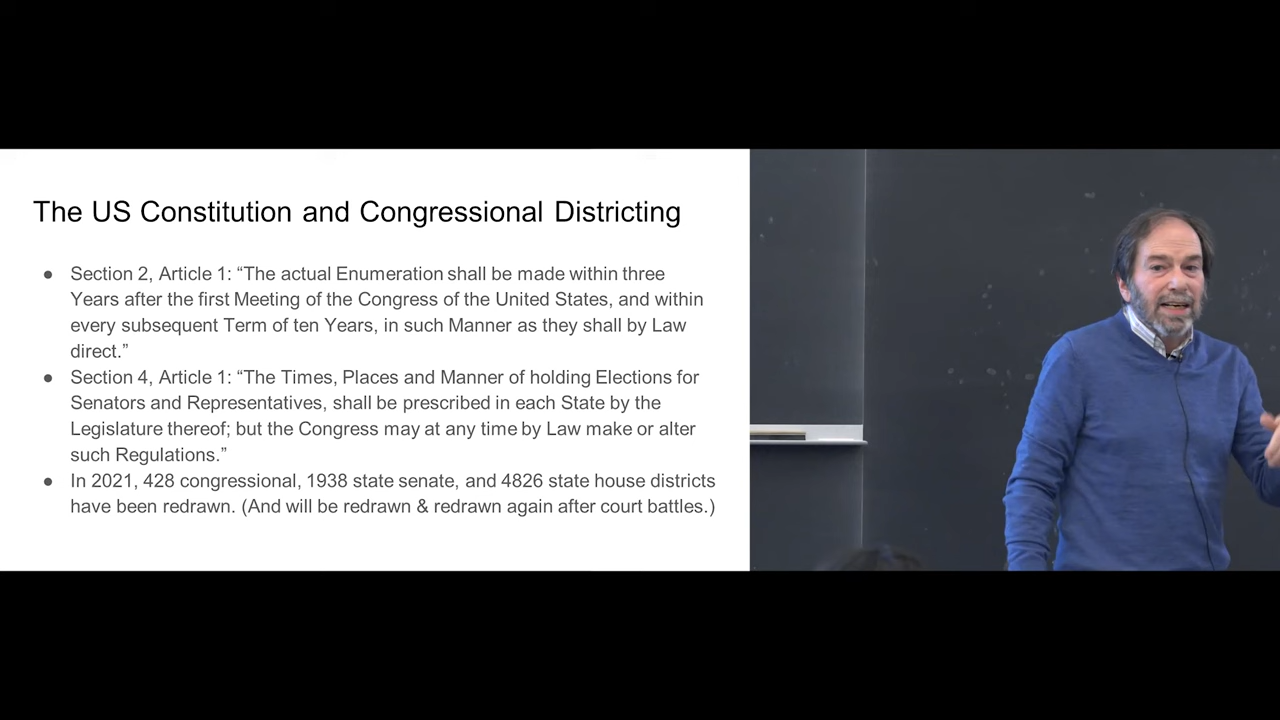 The US Constitution and Congressional Districting
● Section 2, Article 1: “The actual Enumeration shall be made within three
Years after the first Meeting of the Congress of the United States, and within
every subsequent Term of ten Years, in such Manner as they shall by Law
direct.”
● Section 4, Article 1: “The Times, Places and Manner of holding Elections for
Senators and Representatives, shall be prescribed in each State by the
Legislature thereof; but the Congress may at any time by Law make or alter
such Regulations.”
● In 2021, 428 congressional, 1938 state senate, and 4826 state house districts
have been redrawn. (And will be redrawn & redrawn again after court battles.)